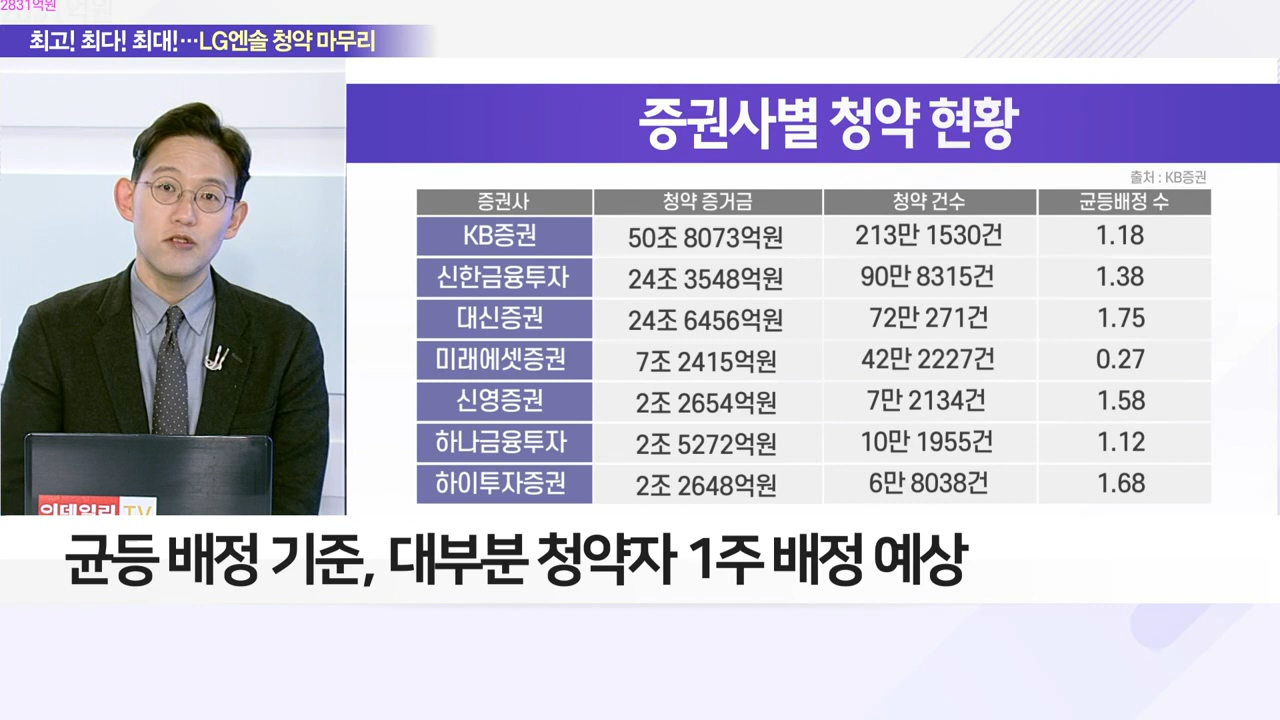 2831억원
최고! 최다! 최대!…LG엔솔 청약 마무리
증권사별 청약 현황
출처 : KB증권
증권사 청약 증거금 청약 건수 균등배정 수
KB증권 50조 8073억원 213만 1530건 1.18
신한금융투자 24조 3548억원 90만 8315건 1.38
대신증권 24조 6456억원 72만 271건 1.75
미래에셋증권 7조 2415억원 42만 2227건 0.27
신영증권 2조 2654억원 7만 2134건 1.58
하나금융투자 2조 5272억원 10만 1955건 1.12
하이투자증권 2조 2648억원 6만 8038건 1.68
이데일리TV
균등 배정 기준, 대부분 청약자 1주 배정 예상